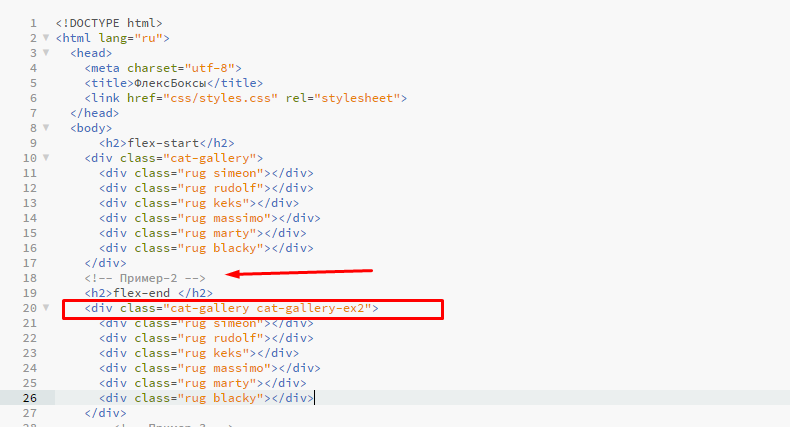 1 <!DOCTYPE html>
2 <html lang="ru">
3 <head>
4 <meta charset="utf-8">
5 <title>ФлексБоксы</title>
6 <link href="css/styles.css" rel="stylesheet">
7 </head>
8 <body>
9 <h2>flex-start</h2>
10 <div class="cat-gallery">
11 <div class="rug simeon"></div>
12 <div class="rug rudolf"></div>
13 <div class="rug keks"></div>
14 <div class="rug massimo"></div>
15 <div class="rug marty"></div>
16 <div class="rug blacky"></div>
17 </div>
18 <!-- Пример-2 -->
19 <h2>flex-end </h2>
20 <div class="cat-gallery cat-gallery-ex2">
21 <div class="rug simeon"></div>
22 <div class="rug rudolf"></div>
23 <div class="rug keks"></div>
24 <div class="rug massimo"></div>
25 <div class="rug marty"></div>
26 <div class="rug blacky"></div>
27 </div>